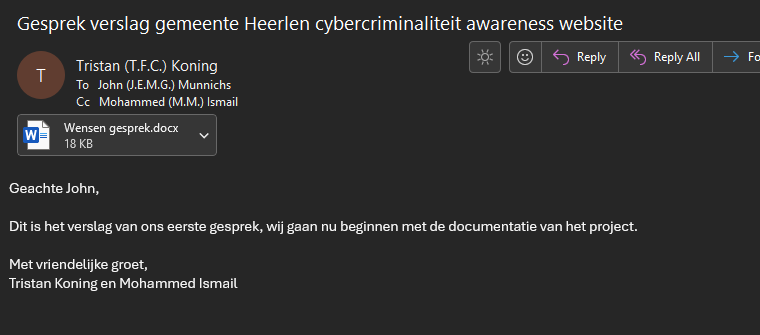 Gesprek verslag gemeente Heerlen cybercriminaliteit awareness website
T
Tristan (T.F.C.) Koning
To John (J.E.M.G.) Munnichs
Cc Mohammed (M.M.) Ismail
Reply
Reply All
Fo
W
Wensen gesprek.docx
18 KB
Geachte John,
Dit is het verslag van ons eerste gesprek, wij gaan nu beginnen met de documentatie van het project.
Met vriendelijke groet,
Tristan Koning en Mohammed Ismail